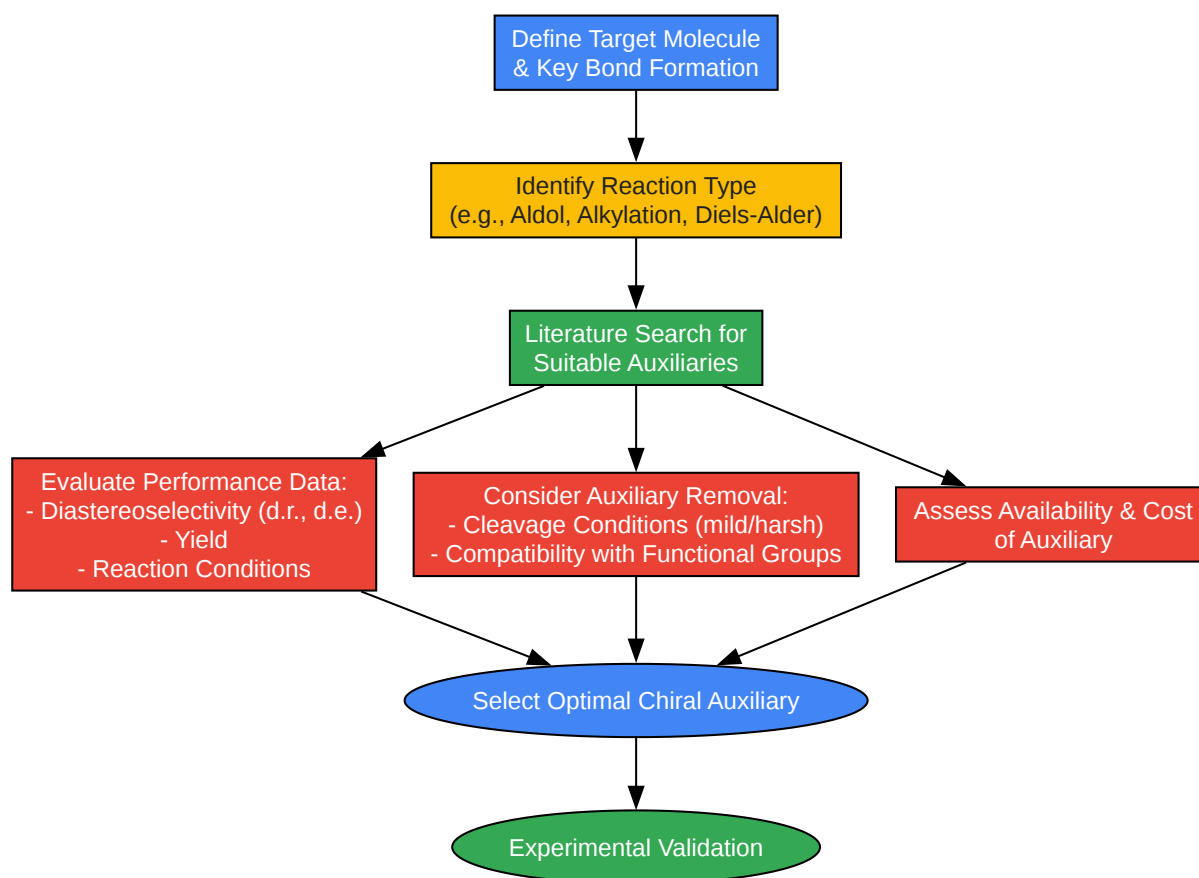 Define Target Molecule
& Key Bond Formation
Identify Reaction Type
(e.g., Aldol, Alkylation, Diels-Alder)
Literature Search for
Suitable Auxiliaries
Evaluate Performance Data:
- Diastereoselectivity (d.r., d.e.)
- Yield
- Reaction Conditions
Consider Auxiliary Removal:
- Cleavage Conditions (mild/harsh)
- Compatibility with Functional Groups
Assess Availability & Cost
of Auxiliary
Select Optimal Chiral Auxiliary
Experimental Validation